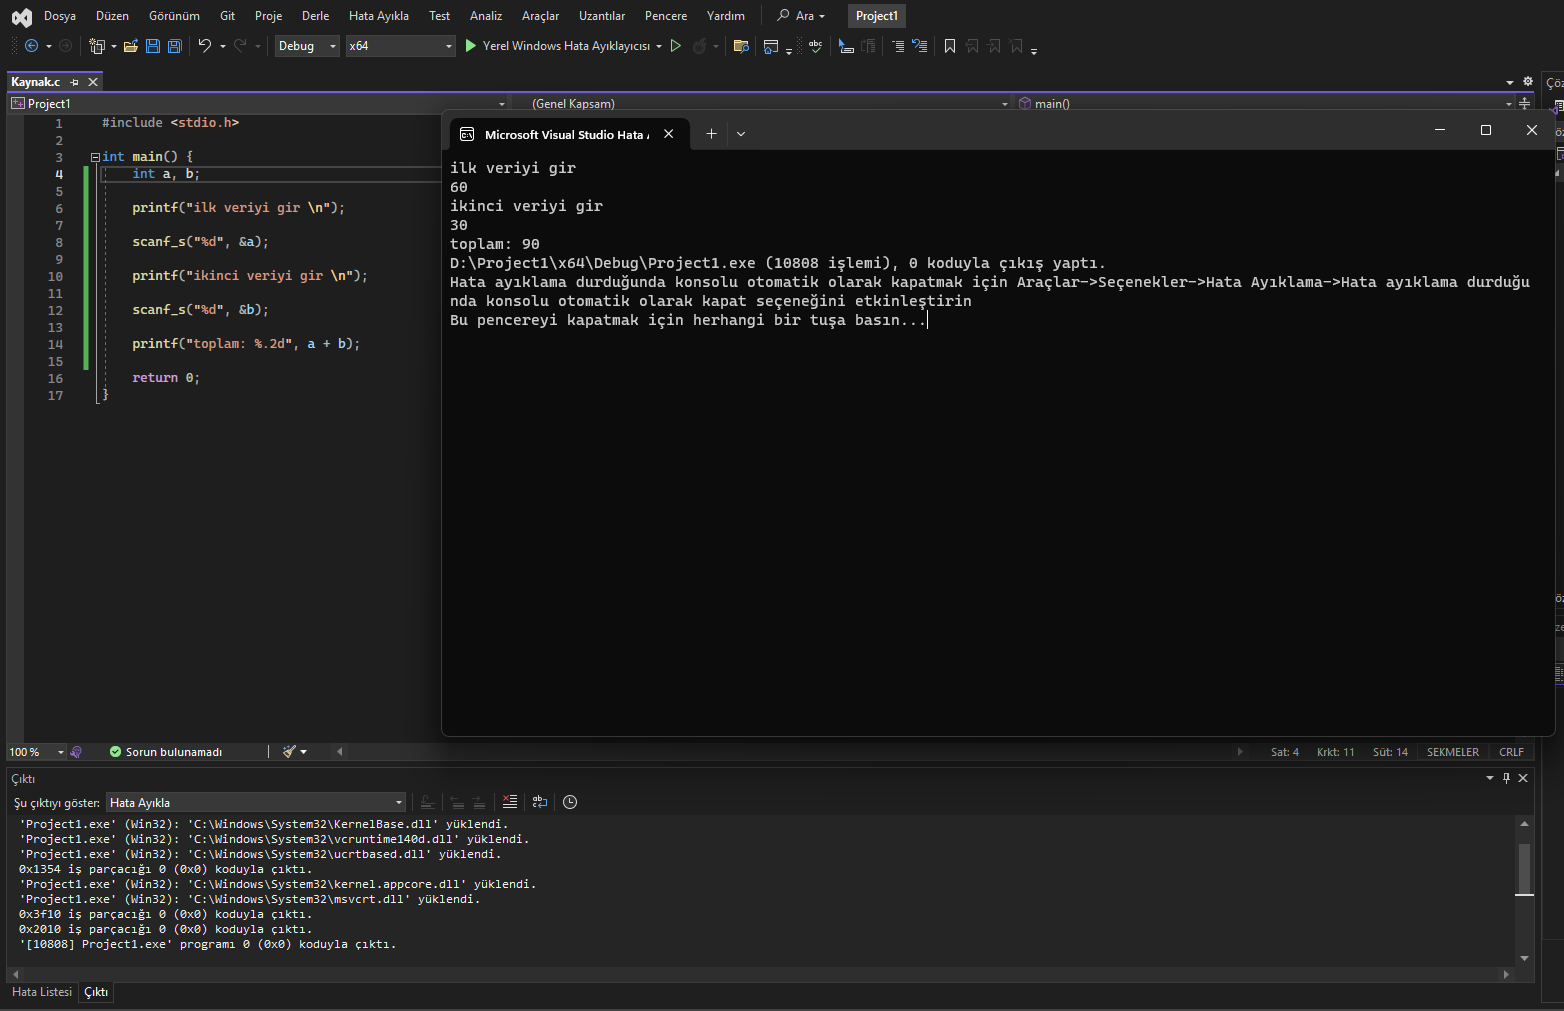 Dosya Düzen Görünüm Git Proje Derle Hata Ayıkla Test Analiz Araçlar Uzantılar Pencere Yardım Ara Project1
Debug x64 Yerel Windows Hata Ayıklayıcısı
Kaynak.c
Project1 (Genel Kapsam) main()
1 #include <stdio.h>
2
3 int main() {
4 int a, b;
5
6 printf("ilk veriyi gir \n");
7
8 scanf_s("%d", &a);
9
10 printf("ikinci veriyi gir \n");
11
12 scanf_s("%d", &b);
13
14 printf("toplam: %.2d", a + b);
15
16 return 0;
17 }
Microsoft Visual Studio Hata
ilk veriyi gir
60
ikinci veriyi gir
30
toplam: 90
D:\Project1\x64\Debug\Project1.exe (10808 işlemi), 0 koduyla çıkış yaptı.
Hata ayıklama durduğunda konsolu otomatik olarak kapatmak için Araçlar->Seçenekler->Hata Ayıklama->Hata ayıklama durduğu
nda konsolu otomatik olarak kapat seçeneğini etkinleştirin
Bu pencereyi kapatmak için herhangi bir tuşa basın...
100 % Sorun bulunamadı Sat: 4 Krkt: 11 Süt: 14 SEKMELER CRLF
Çıktı
Şu çıktıyı göster: Hata Ayıkla
'Project1.exe' (Win32): 'C:\Windows\System32\KernelBase.dll' yüklendi.
'Project1.exe' (Win32): 'C:\Windows\System32\vcruntime140d.dll' yüklendi.
'Project1.exe' (Win32): 'C:\Windows\System32\ucrtbased.dll' yüklendi.
0x1354 iş parçacığı 0 (0x0) koduyla çıktı.
'Project1.exe' (Win32): 'C:\Windows\System32\kernel.appcore.dll' yüklendi.
'Project1.exe' (Win32): 'C:\Windows\System32\msvcrt.dll' yüklendi.
0x3f10 iş parçacığı 0 (0x0) koduyla çıktı.
0x2010 iş parçacığı 0 (0x0) koduyla çıktı.
'[10808] Project1.exe' programı 0 (0x0) koduyla çıktı.
Hata Listesi Çıktı